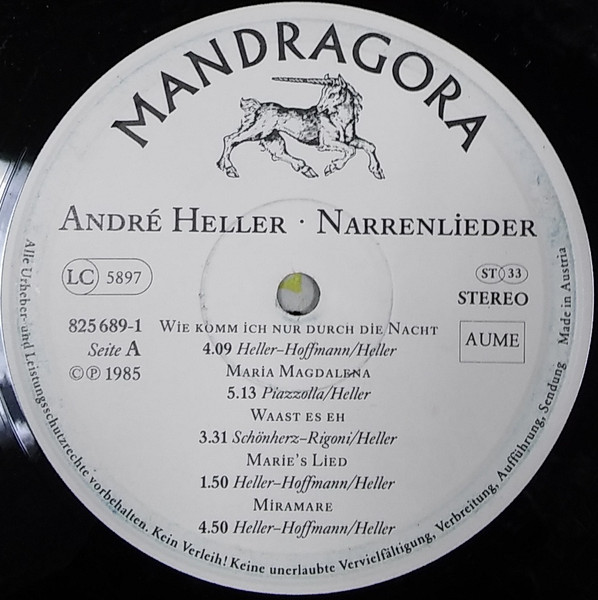 MANDRAGORA
ANDRÉ HELLER · NARRENLIEDER
LC 5897
ST 33
STEREO
825 689-1
Seite A
©℗ 1985
AUME
WIE KOMM ICH NUR DURCH DIE NACHT
4.09 Heller-Hoffmann/Heller
MARIA MAGDALENA
5.13 Piazzolla/Heller
WAAST ES EH
3.31 Schönherz-Rigoni/Heller
MARIE'S LIED
1.50 Heller-Hoffmann/Heller
MIRAMARE
4.50 Heller-Hoffmann/Heller
Alle Urheber- und Leistungsschutzrechte vorbehalten. Kein Verleih! Keine unerlaubte Vervielfältigung, Verbreitung, Aufführung, Sendung Made in Austria